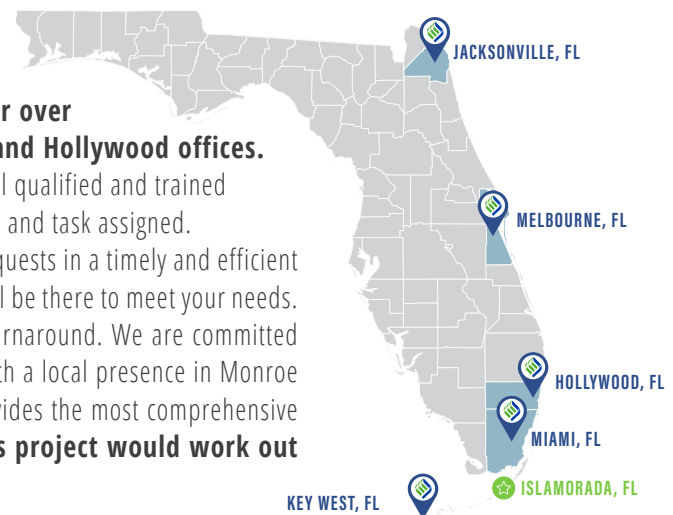 JACKSONVILLE, FL
r over
and Hollywood offices.
l qualified and trained
and task assigned.
quests in a timely and efficient
l be there to meet your needs.
rnaround. We are committed
th a local presence in Monroe
vides the most comprehensive
s project would work out
MELBOURNE, FL
HOLLYWOOD, FL
MIAMI, FL
ISLAMORADA, FL
KEY WEST, FL